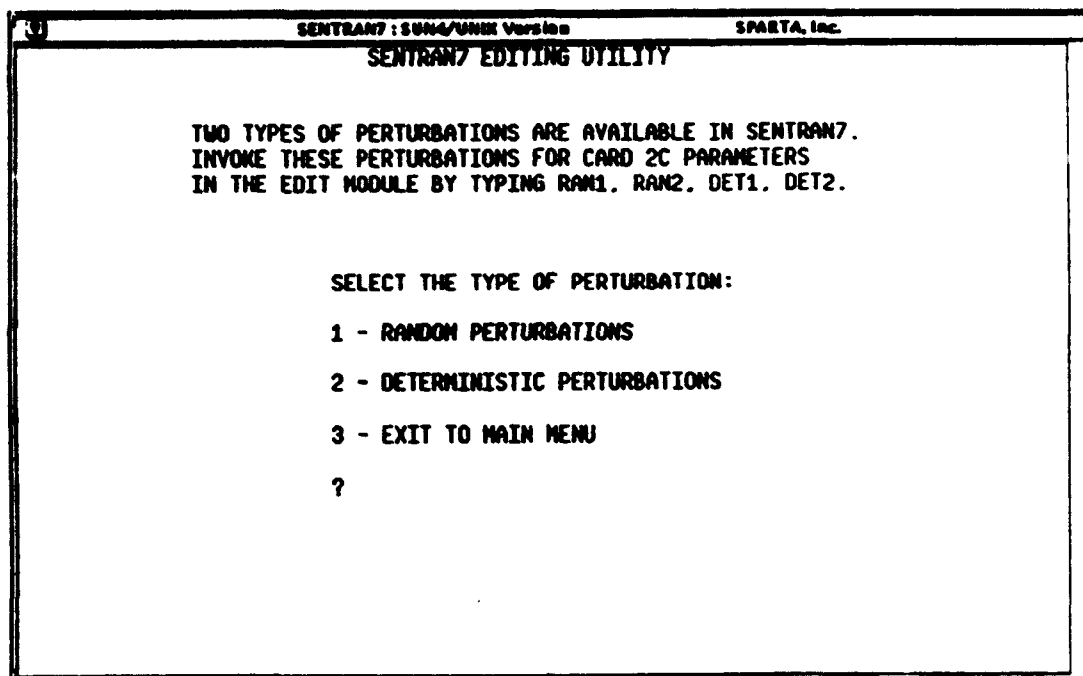 SENTRAN7 : SUN4/UNIX Version SPARTA, Inc.
SENTRAN7 EDITING UTILITY
TWO TYPES OF PERTURBATIONS ARE AVAILABLE IN SENTRAN7.
INVOKE THESE PERTURBATIONS FOR CARD 2C PARAMETERS
IN THE EDIT MODULE BY TYPING RAN1, RAN2, DET1, DET2.
SELECT THE TYPE OF PERTURBATION:
1 - RANDOM PERTURBATIONS
2 - DETERMINISTIC PERTURBATIONS
3 - EXIT TO MAIN MENU
?